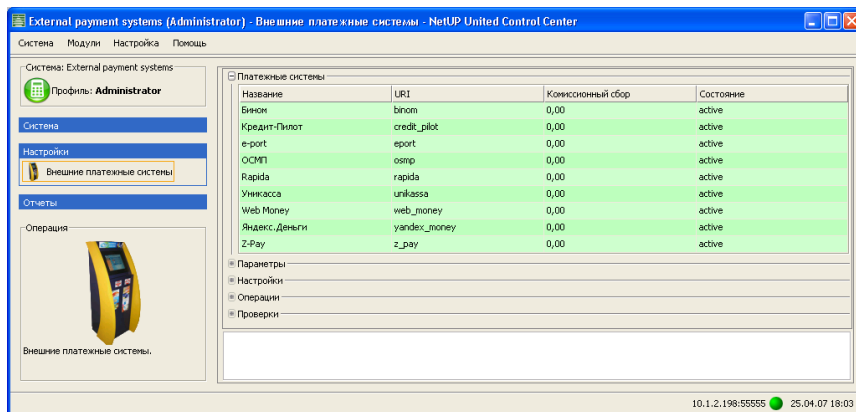 External payment systems (Administrator) - Внешние платежные системы - NetUP United Control Center
Система Модули Настройка Помощь
Система: External payment systems
Профиль: Administrator
Система
Настройки
Внешние платежные системы
Отчеты
Операция
Внешние платежные системы.
Платежные системы
Название URI Комиссионный сбор Состояние
Бином binom 0,00 active
Кредит-Пилот credit_pilot 0,00 active
e-port eport 0,00 active
ОСМП osmp 0,00 active
Rapida rapida 0,00 active
Уникасса unikassa 0,00 active
Web Money web_money 0,00 active
Яндекс.Деньги yandex_money 0,00 active
Z-Pay z_pay 0,00 active
Параметры
Настройки
Операции
Проверки
10.1.2.198:55555 25.04.07 18:03